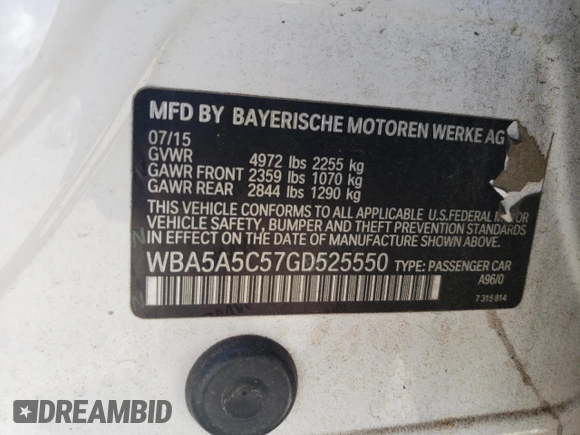 MFD BY BAYERISCHE MOTOREN WERKE AG
07/15
GVWR 4972 lbs 2255 kg
GAWR FRONT 2359 lbs 1070 kg
GAWR REAR 2844 lbs 1290 kg
THIS VEHICLE CONFORMS TO ALL APPLICABLE U.S.FEDERAL MOTOR
VEHICLE SAFETY, BUMPER AND THEFT PREVENTION STANDARDS
IN EFFECT ON THE DATE OF MANUFACTURE SHOWN ABOVE.
WBA5A5C57GD525550 TYPE: PASSENGER CAR
A96/0
7 315 814
DREAMBID